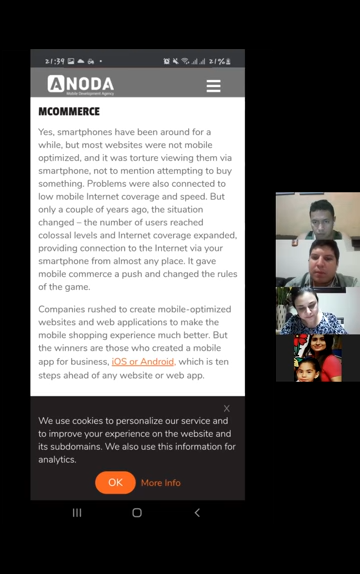 21:39
21%
ANODA
Mobile Development Agency
MCOMMERCE
Yes, smartphones have been around for a
while, but most websites were not mobile
optimized, and it was torture viewing them via
smartphone, not to mention attempting to buy
something. Problems were also connected to
low mobile Internet coverage and speed. But
only a couple of years ago, the situation
changed – the number of users reached
colossal levels and Internet coverage expanded,
providing connection to the Internet via your
smartphone from almost any place. It gave
mobile commerce a push and changed the rules
of the game.
Companies rushed to create mobile-optimized
websites and web applications to make the
mobile shopping experience much better. But
the winners are those who created a mobile
app for business, iOS or Android, which is ten
steps ahead of any website or web app.
X
We use cookies to personalize our service and
to improve your experience on the website and
its subdomains. We also use this information for
analytics.
OK More Info